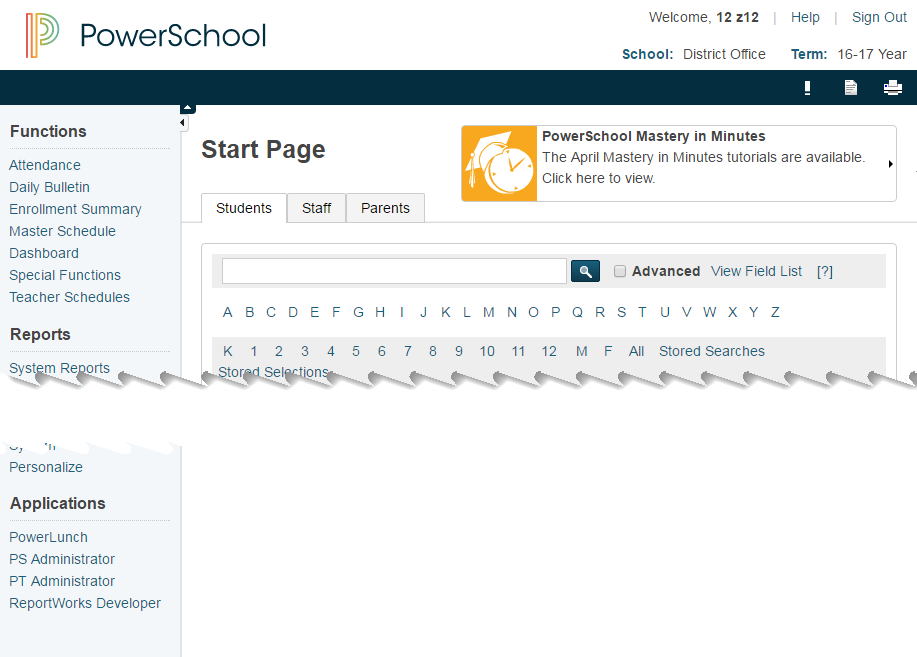 PowerSchool
Welcome, 12 z12 | Help | Sign Out
School: District Office Term: 16-17 Year
Functions
Attendance
Daily Bulletin
Enrollment Summary
Master Schedule
Dashboard
Special Functions
Teacher Schedules
Reports
System Reports
Personalize
Applications
PowerLunch
PS Administrator
PT Administrator
ReportWorks Developer
Start Page
PowerSchool Mastery in Minutes
The April Mastery in Minutes tutorials are available.
Click here to view.
Students Staff Parents
Advanced View Field List [?]
A B C D E F G H I J K L M N O P Q R S T U V W X Y Z
K 1 2 3 4 5 6 7 8 9 10 11 12 M F All Stored Searches
Stored Selections